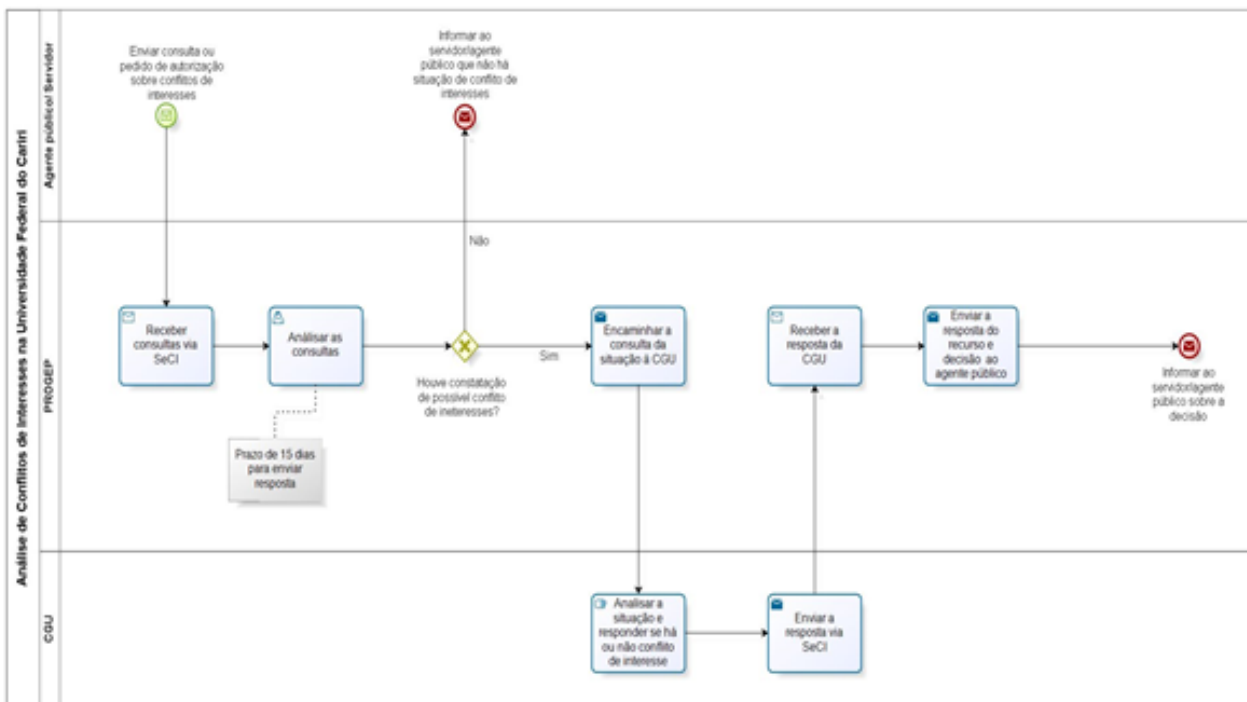 Análise de Conflitos de Interesses na Universidade Federal do Cariri
Agente público/ Servidor
Enviar consulta ou
pedido de autorização
sobre conflitos de
interesses
Informar ao
servidor/agente
público que não há
situação de conflito de
interesses
Não
PROGEP
Receber
consultas via
SeCI
Análisar as
consultas
Prazo de 15 dias
para enviar
resposta
Houve constatação
de possível conflito
de ineteresses?
Sim
Encaminhar a
consulta da
situação à CGU
Receber a
resposta da
CGU
Enviar a
resposta do
recurso e
decisão ao
agente público
Informar ao
servidor/agente
público sobre a
decisão
CGU
Analisar a
situação e
responder se há
ou não conflito
de interesse
Enviar a
resposta via
SeCI